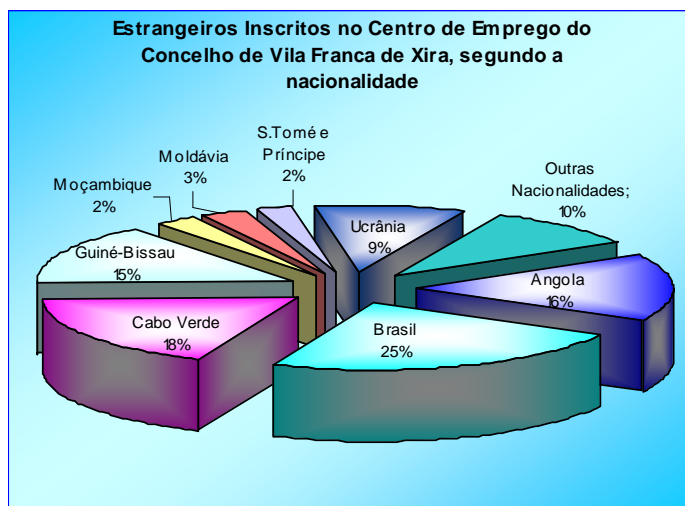 Estrangeiros Inscritos no Centro de Emprego do
Concelho de Vila Franca de Xira, segundo a
nacionalidade
S.Tomé e
Príncipe
2%
Moldávia
3%
Moçambique
2%
Outras
Nacionalidades;
10%
Ucrânia
9%
Guiné-Bissau
15%
Angola
16%
Cabo Verde
18%
Brasil
25%